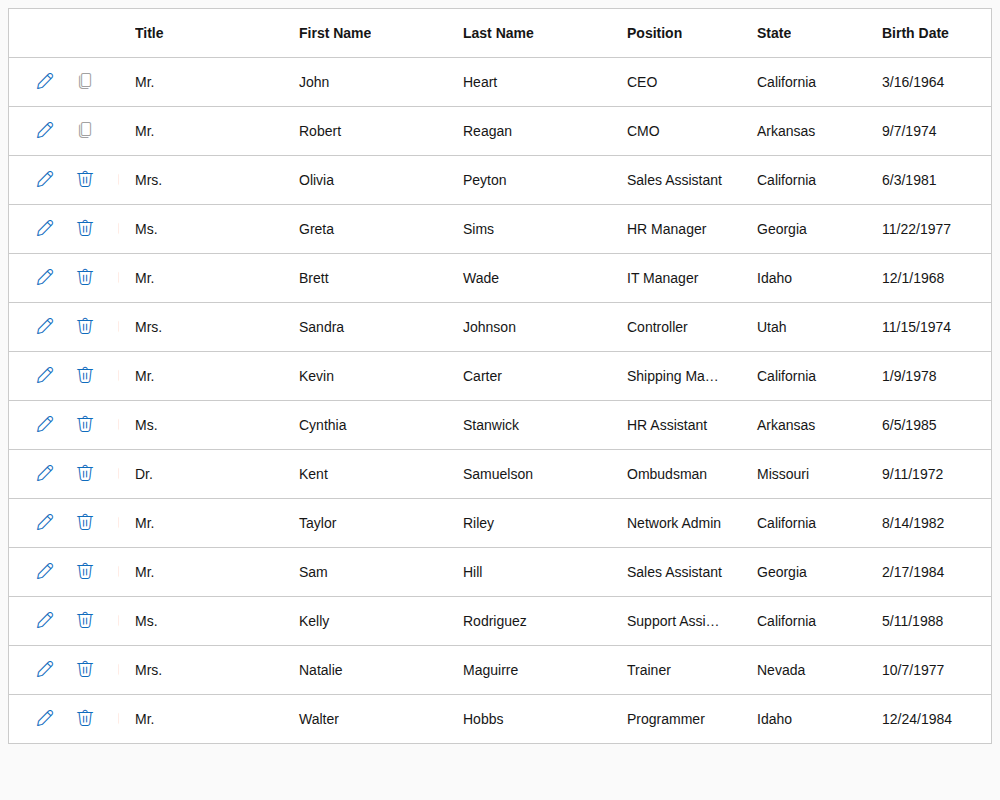 Title First Name Last Name Position State Birth Date
Mr. John Heart CEO California 3/16/1964
Mr. Robert Reagan CMO Arkansas 9/7/1974
Mrs. Olivia Peyton Sales Assistant California 6/3/1981
Ms. Greta Sims HR Manager Georgia 11/22/1977
Mr. Brett Wade IT Manager Idaho 12/1/1968
Mrs. Sandra Johnson Controller Utah 11/15/1974
Mr. Kevin Carter Shipping Ma… California 1/9/1978
Ms. Cynthia Stanwick HR Assistant Arkansas 6/5/1985
Dr. Kent Samuelson Ombudsman Missouri 9/11/1972
Mr. Taylor Riley Network Admin California 8/14/1982
Mr. Sam Hill Sales Assistant Georgia 2/17/1984
Ms. Kelly Rodriguez Support Assi… California 5/11/1988
Mrs. Natalie Maguirre Trainer Nevada 10/7/1977
Mr. Walter Hobbs Programmer Idaho 12/24/1984